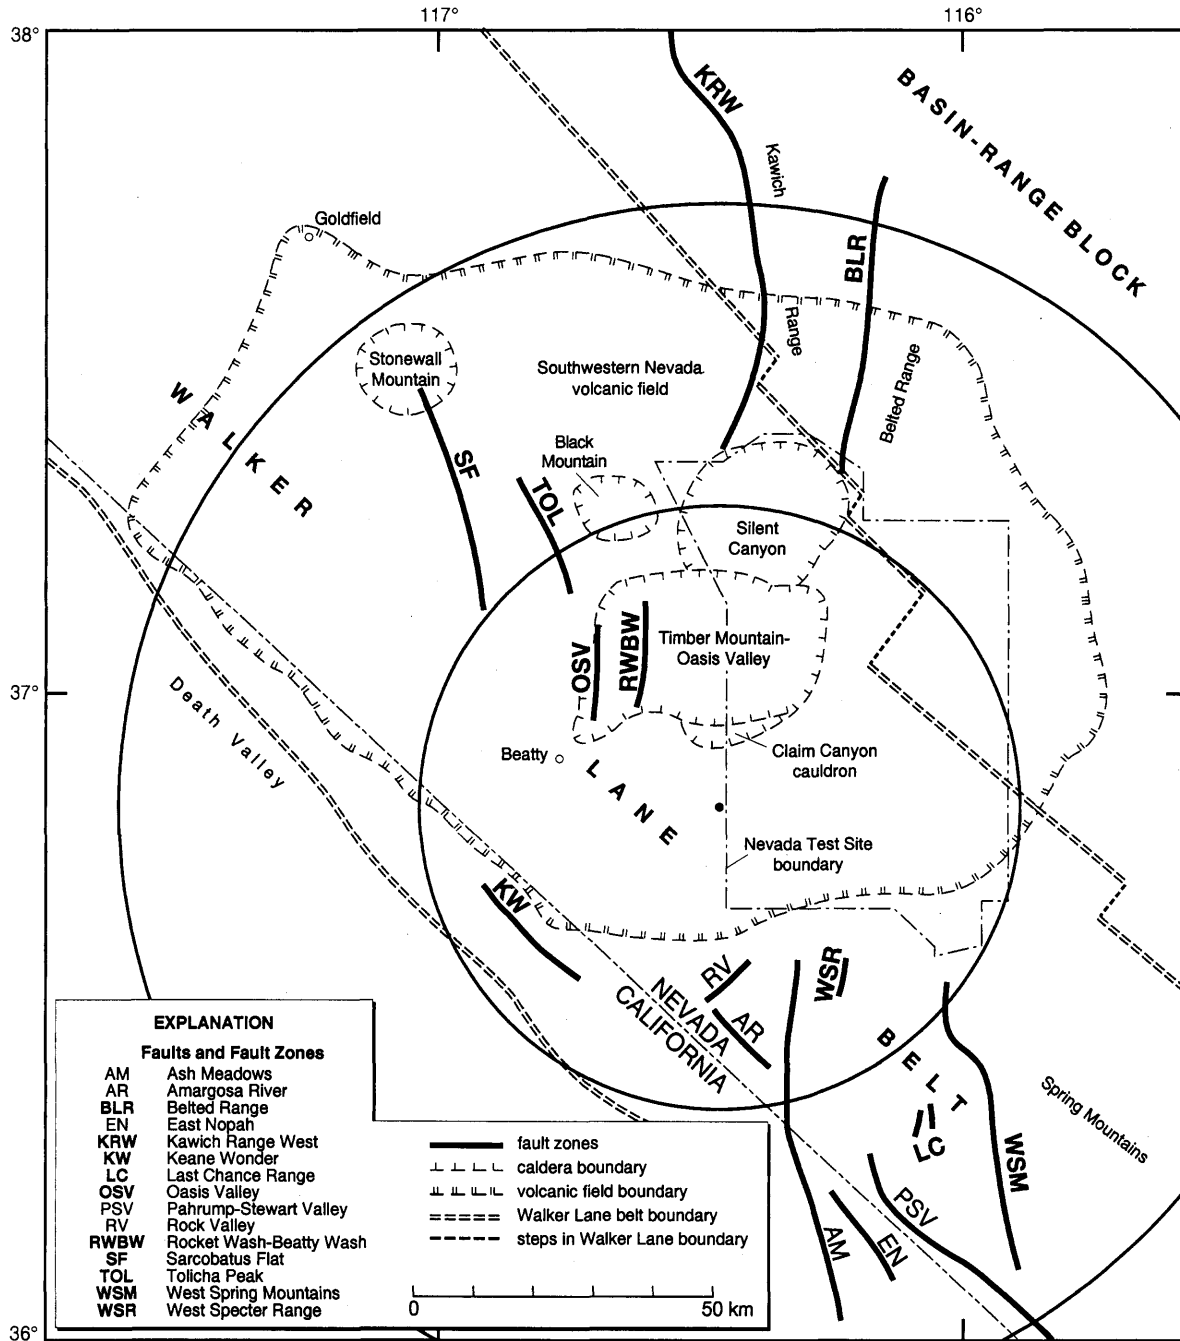 117°
116°
38°
KRW
BASIN-RANGE BLOCK
Kawich
Goldfield
BLR
Range
Stonewall
Mountain
Southwestern Nevada
volcanic field
Belted Range
WALKER
Black
Mountain
SF
TOL
Silent
Canyon
OSV
RWBW
Timber Mountain-
Oasis Valley
37°
Death Valley
Beatty
Claim Canyon
cauldron
LANE
Nevada Test Site
boundary
KW
RV
WSR
NEVADA
CALIFORNIA
AR
BELT
Spring Mountains
LC
WSM
PSV
AM
EN
EXPLANATION
Faults and Fault Zones
AM Ash Meadows
AR Amargosa River
BLR Belted Range
EN East Nopah
KRW Kawich Range West
KW Keane Wonder
LC Last Chance Range
OSV Oasis Valley
PSV Pahrump-Stewart Valley
RV Rock Valley
RWBW Rocket Wash-Beatty Wash
SF Sarcobatus Flat
TOL Tolicha Peak
WSM West Spring Mountains
WSR West Specter Range
fault zones
caldera boundary
volcanic field boundary
Walker Lane belt boundary
steps in Walker Lane boundary
0 50 km
36°